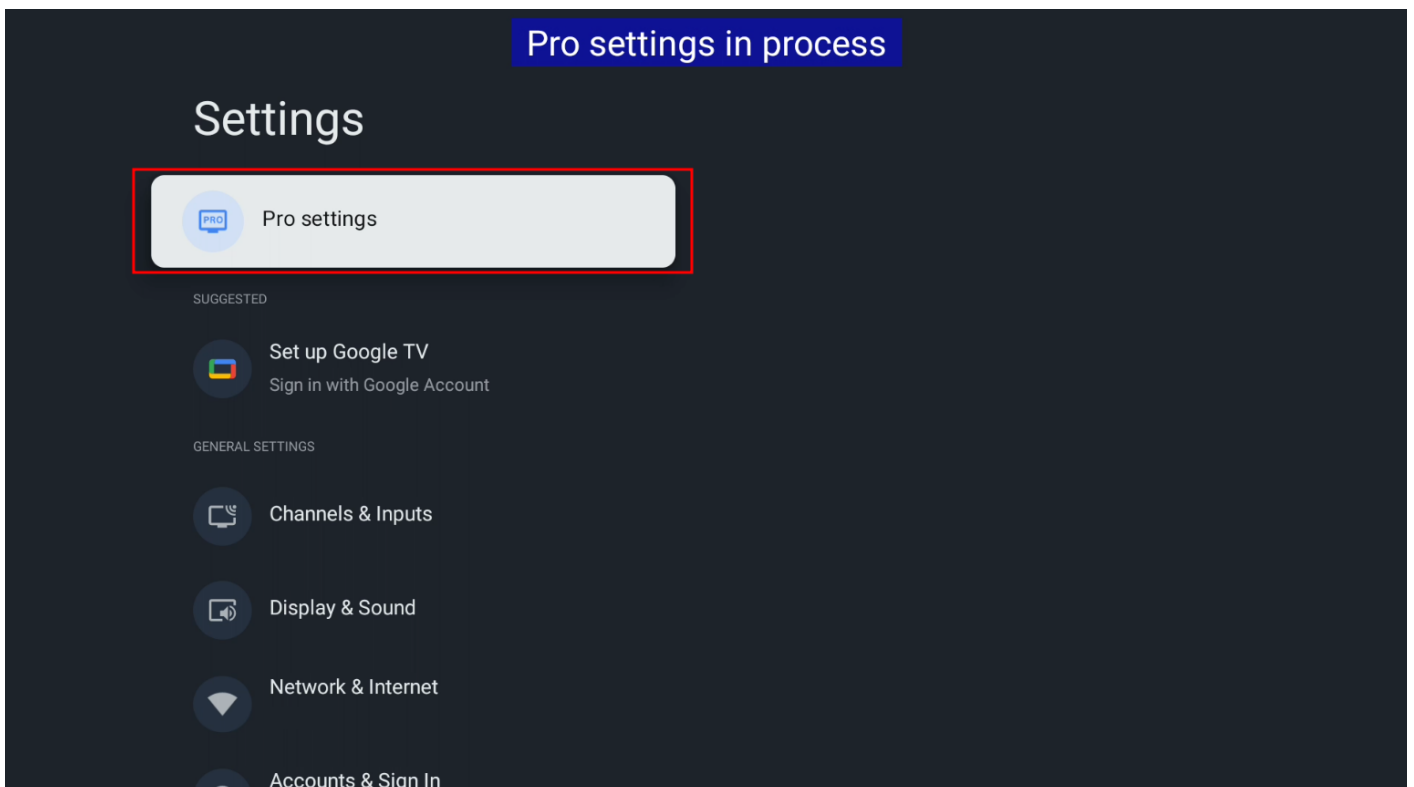 Pro settings in process
Settings
PRO
Pro settings
SUGGESTED
Set up Google TV
Sign in with Google Account
GENERAL SETTINGS
Channels & Inputs
Display & Sound
Network & Internet
Accounts & Sign In